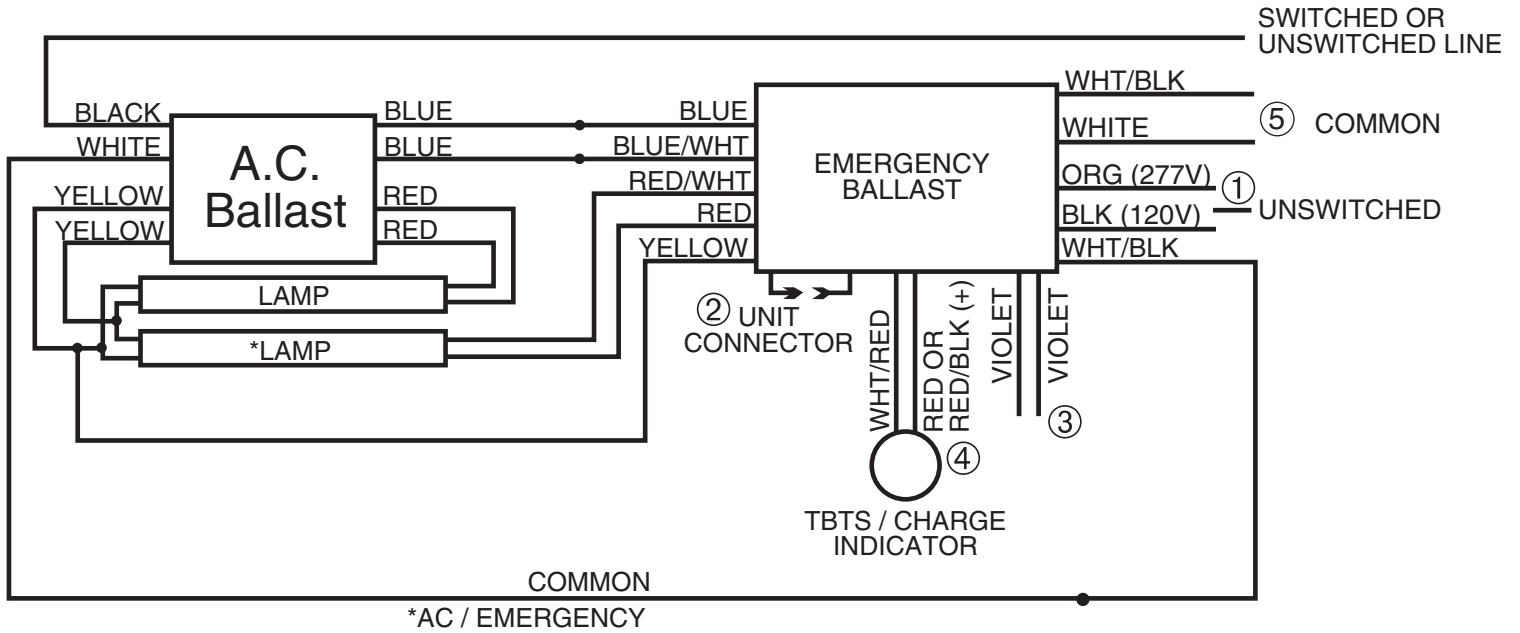 SWITCHED OR
UNSWITCHED LINE
BLACK
WHITE
YELLOW
YELLOW
A.C.
Ballast
BLUE
BLUE
RED
RED
LAMP
*LAMP
BLUE
BLUE/WHT
RED/WHT
RED
YELLOW
EMERGENCY
BALLAST
WHT/BLK
WHITE
5 COMMON
ORG (277V)
1
BLK (120V)
UNSWITCHED
WHT/BLK
2 UNIT
CONNECTOR
WHT/RED
RED OR
RED/BLK (+)
VIOLET
VIOLET
3
4
TBTS / CHARGE
INDICATOR
COMMON
*AC / EMERGENCY